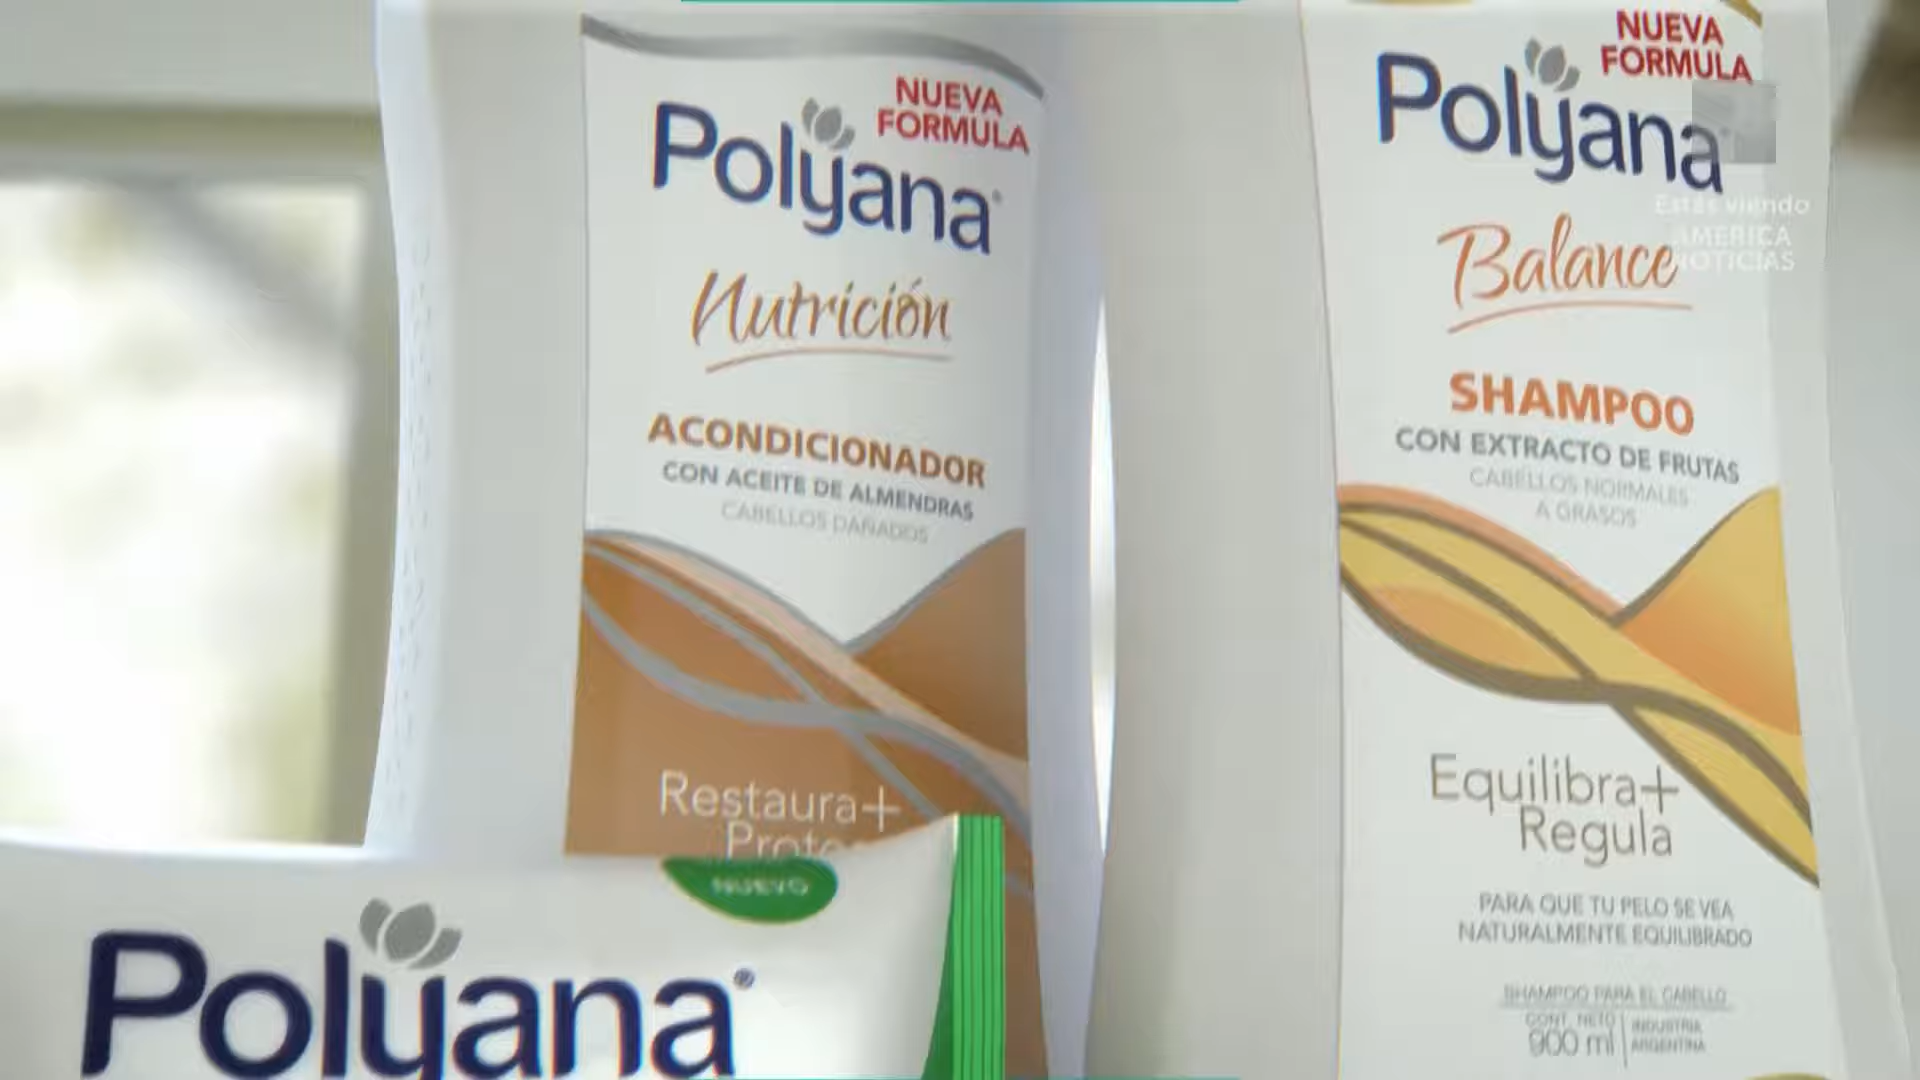 NUEVA
FORMULA
Polyana
Nutrición
ACONDICIONADOR
CON ACEITE DE ALMENDRAS
CABELLOS DAÑADOS
Restaura+
NUEVO
Polyana®
NUEVA
FORMULA
Polyana
Estás viendo
AMERICA
NOTICIAS
Balance
SHAMPOO
CON EXTRACTO DE FRUTAS
CABELLOS NORMALES
A GRASOS
Equilibra+
Regula
PARA QUE TU PELO SE VEA
NATURALMENTE EQUILIBRADO
SHAMPOO PARA EL CABELLO
CONT. NETO
900 ml
INDUSTRIA
ARGENTINA